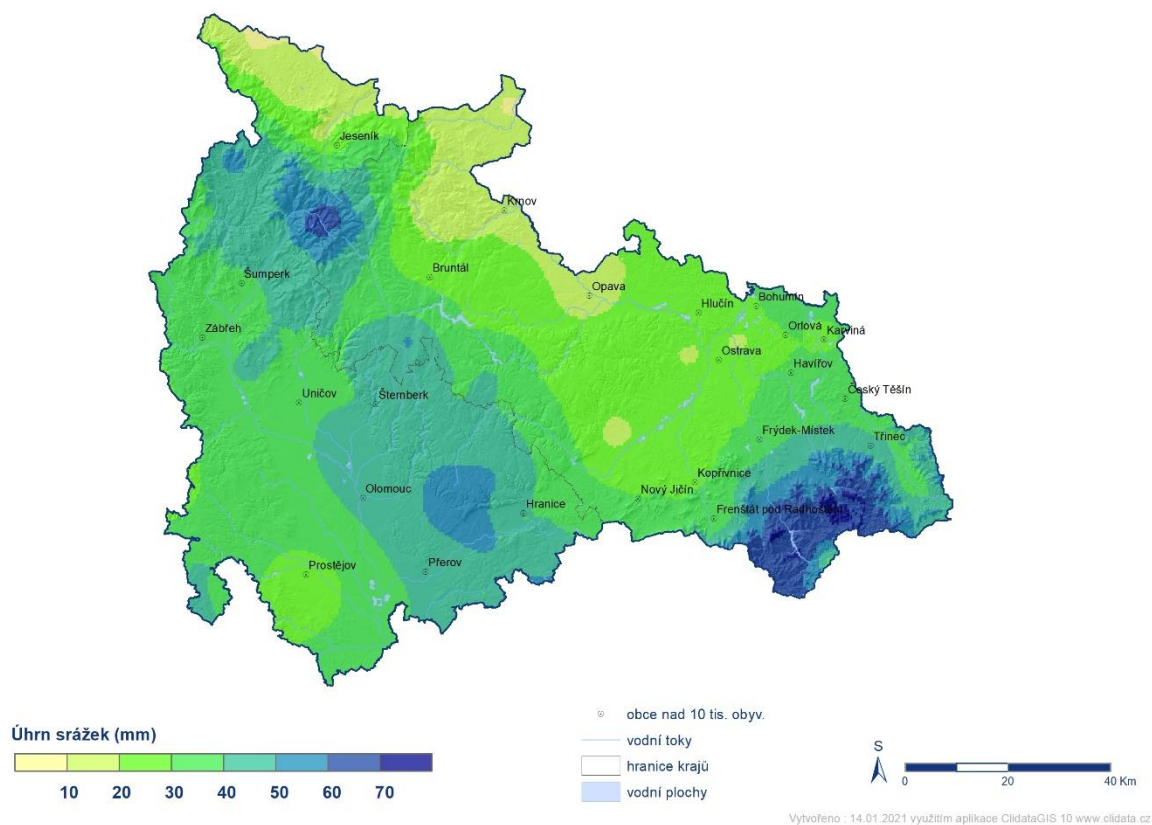 Jeseník
Krnov
Bruntál
Šumperk
Opava
Hlučín
Bohumín
Orlová
Karviná
Zábřeh
Ostrava
Havířov
Český Těšín
Uničov
Šternberk
Frýdek-Místek
Třinec
Kopřivnice
Olomouc
Nový Jičín
Hranice
Frenštát pod Radhoštěm
Prostějov
Přerov
Úhrn srážek (mm)
10 20 30 40 50 60 70
obce nad 10 tis. obyv.
vodní toky
hranice krajů
vodní plochy
S
0 20 40 Km
Vytvořeno : 14.01.2021 využitím aplikace ClidataGIS 10 www.clidata.cz